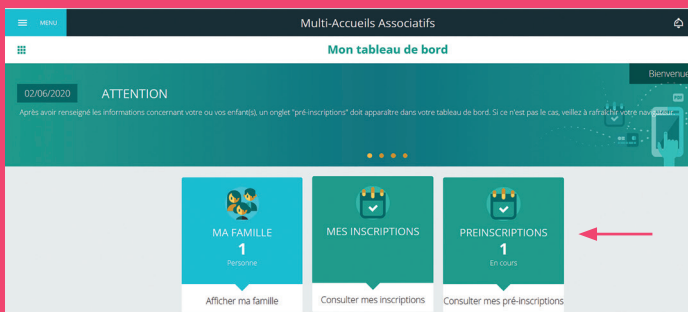 MENU
Multi-Accueils Associatifs
Mon tableau de bord
Bienvenue
02/06/2020
ATTENTION
Après avoir renseigné les informations concernant votre ou vos enfant(s), un onglet "pré-inscriptions" doit apparaître dans votre tableau de bord. Si ce n'est pas le cas, veillez à rafraîchir votre navigation
MA FAMILLE
1
Personne
Afficher ma famille
MES INSCRIPTIONS
Consulter mes inscriptions
PREINSCRIPTIONS
1
En cours
Consulter mes pré-inscriptions